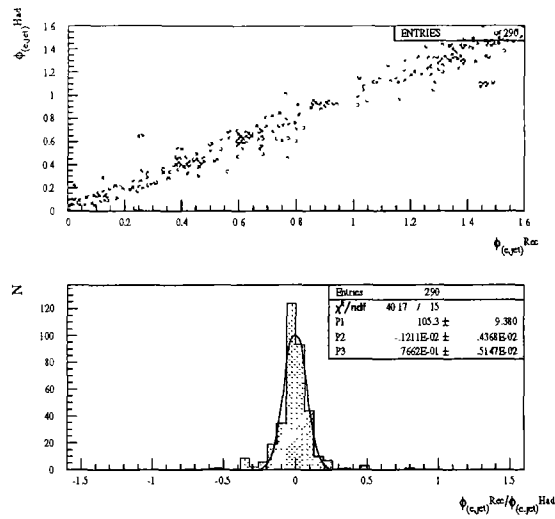 ϕ(e,jet)^Had
ENTRIES 290
1.6
1.4
1.2
1
0.8
0.6
0.4
0.2
0
0 0.2 0.4 0.6 0.8 1 1.2 1.4 1.6
ϕ(e,jet)^Rec
N
Entries 290
χ²/ndf 40.17 / 15
P1 105.3 ± 9.380
P2 -.1211E-02 ± .4368E-02
P3 .7662E-01 ± .5147E-02
120
100
80
60
40
20
0
-1.5 -1 -0.5 0 0.5 1 1.5
ϕ(e,jet)^Rec/ϕ(e,jet)^Had